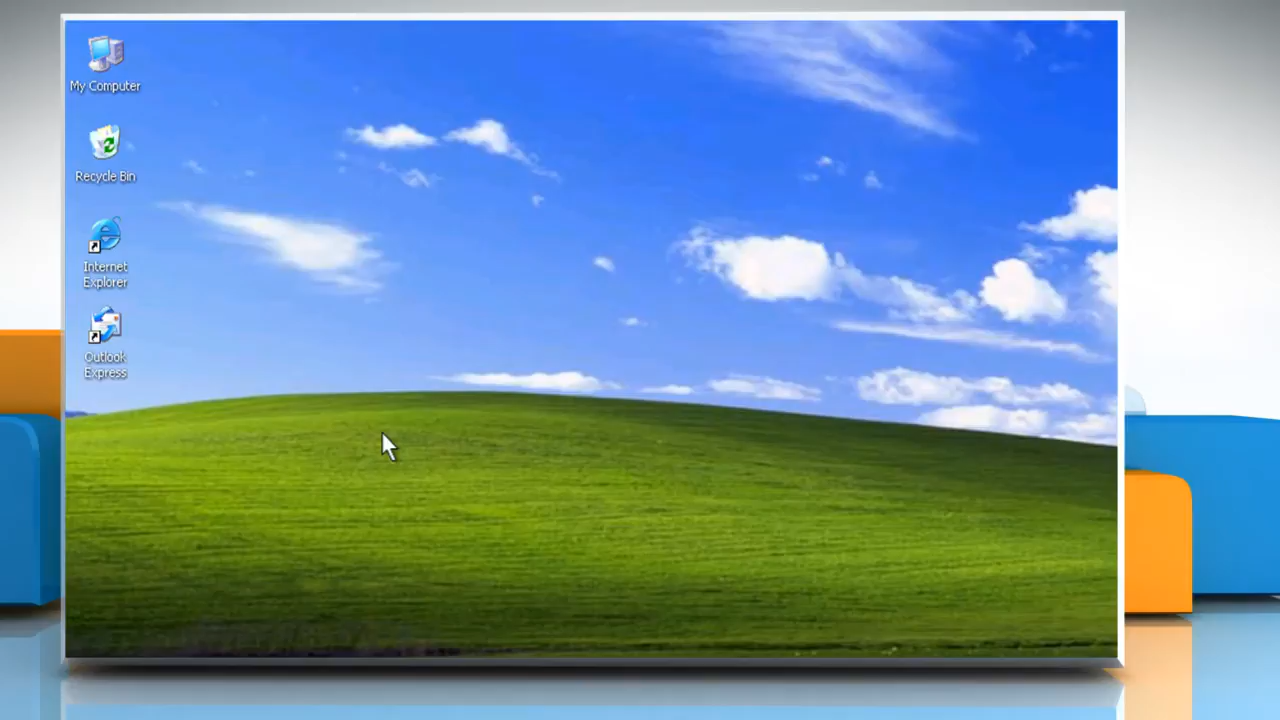 My Computer
Recycle Bin
Internet
Explorer
Outlook
Express